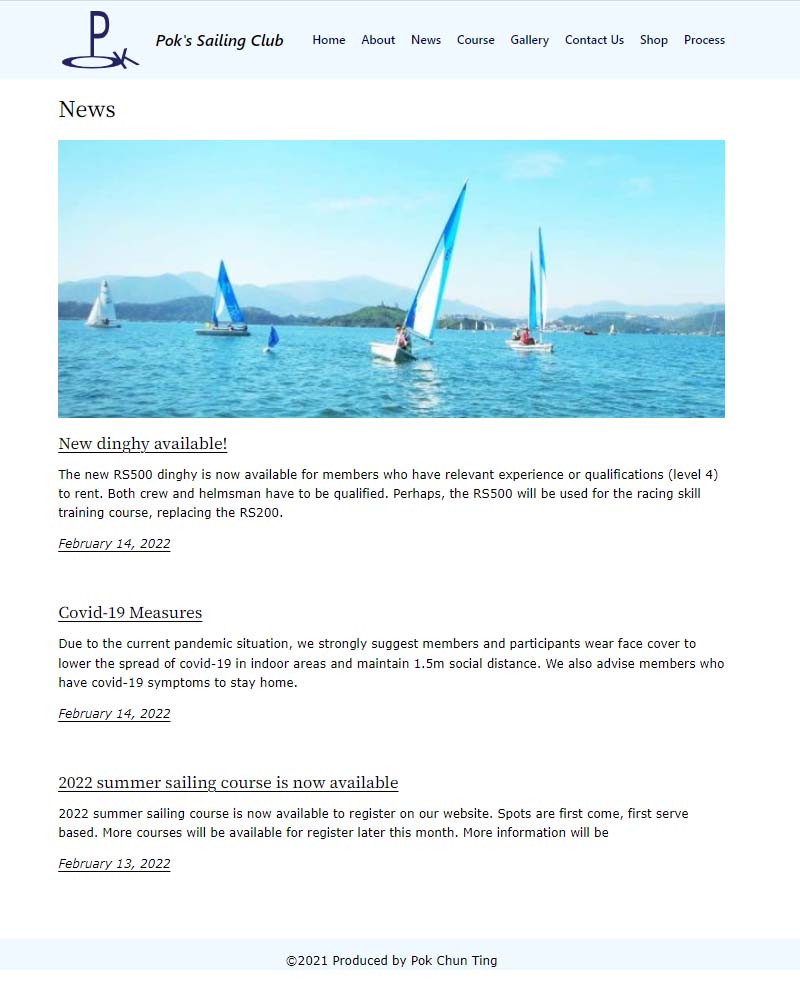 Pok
Pok's Sailing Club
Home About News Course Gallery Contact Us Shop Process
News
New dinghy available!
The new RS500 dinghy is now available for members who have relevant experience or qualifications (level 4)
to rent. Both crew and helmsman have to be qualified. Perhaps, the RS500 will be used for the racing skill
training course, replacing the RS200.
February 14, 2022
Covid-19 Measures
Due to the current pandemic situation, we strongly suggest members and participants wear face cover to
lower the spread of covid-19 in indoor areas and maintain 1.5m social distance. We also advise members who
have covid-19 symptoms to stay home.
February 14, 2022
2022 summer sailing course is now available
2022 summer sailing course is now available to register on our website. Spots are first come, first serve
based. More courses will be available for register later this month. More information will be
February 13, 2022
©2021 Produced by Pok Chun Ting